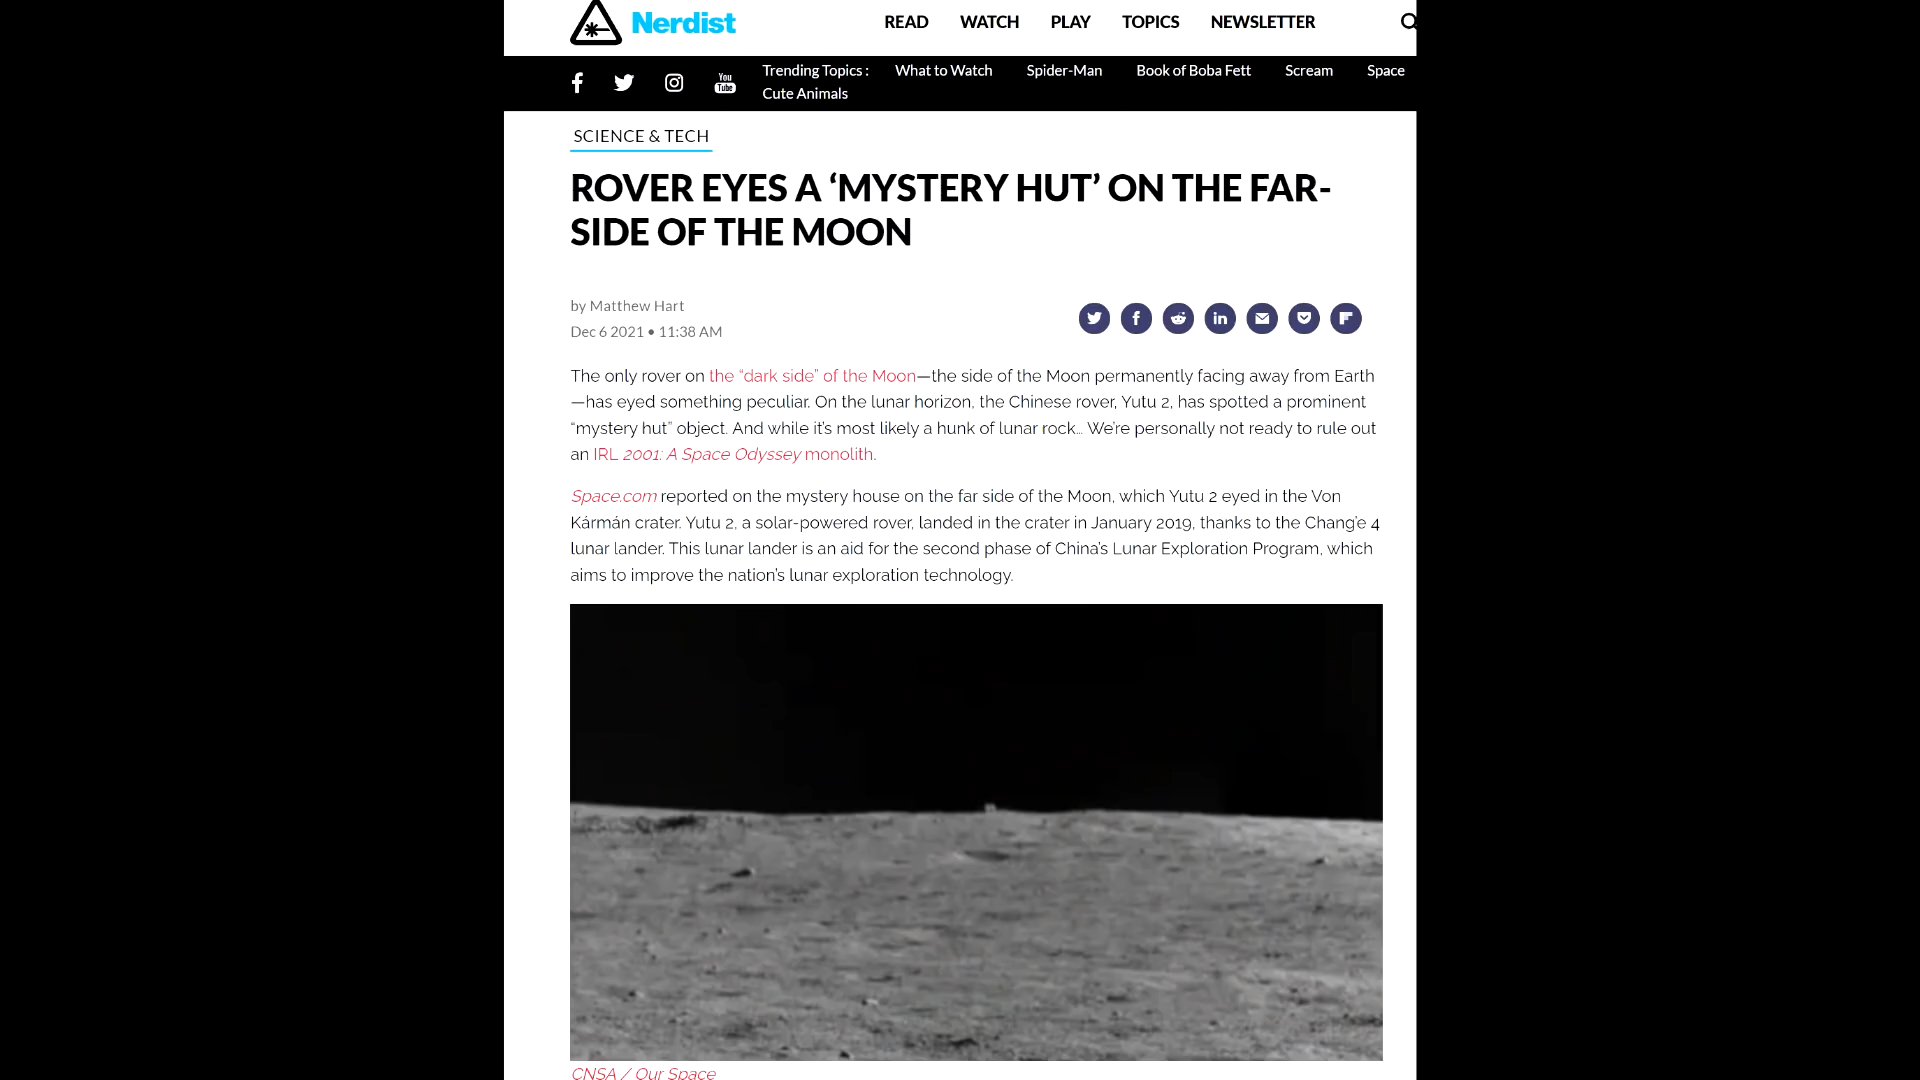 Nerdist
READ WATCH PLAY TOPICS NEWSLETTER
You
Tube
Trending Topics : What to Watch Spider-Man Book of Boba Fett Scream Space
Cute Animals
SCIENCE & TECH
ROVER EYES A ‘MYSTERY HUT’ ON THE FAR-
SIDE OF THE MOON
by Matthew Hart
Dec 6 2021 • 11:38 AM
The only rover on the “dark side” of the Moon—the side of the Moon permanently facing away from Earth
—has eyed something peculiar. On the lunar horizon, the Chinese rover, Yutu 2, has spotted a prominent
“mystery hut” object. And while it’s most likely a hunk of lunar rock… We’re personally not ready to rule out
an IRL 2001: A Space Odyssey monolith.
Space.com reported on the mystery house on the far side of the Moon, which Yutu 2 eyed in the Von
Kármán crater. Yutu 2, a solar-powered rover, landed in the crater in January 2019, thanks to the Chang’e 4
lunar lander. This lunar lander is an aid for the second phase of China’s Lunar Exploration Program, which
aims to improve the nation’s lunar exploration technology.
CNSA / Our Space